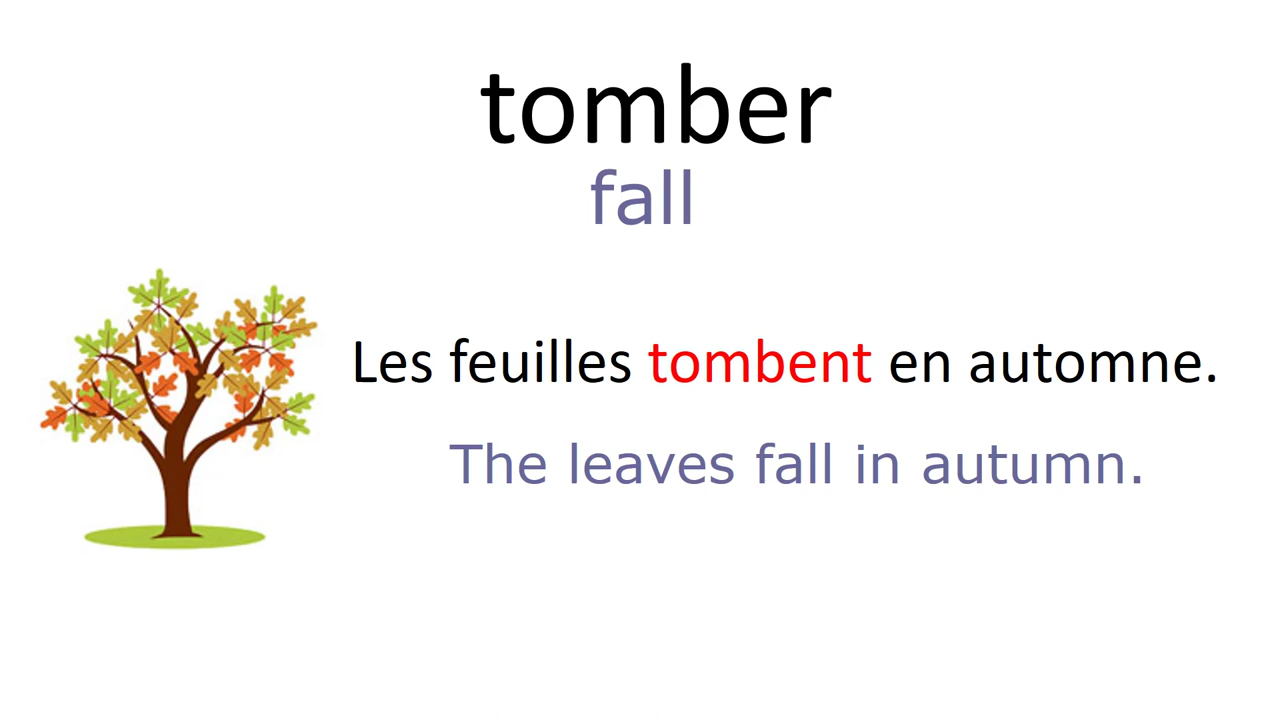 tomber
fall
Les feuilles tombent en automne.
The leaves fall in autumn.